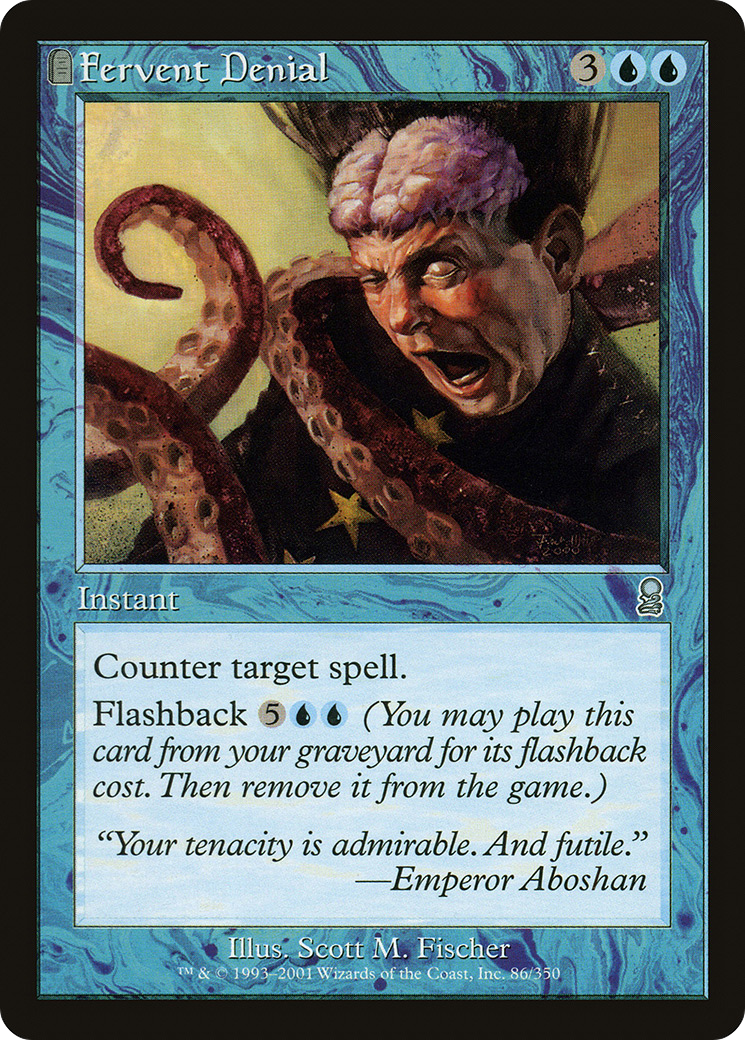 Fervent Denial 3
Instant
Counter target spell.
Flashback 5 (You may play this
card from your graveyard for its flashback
cost. Then remove it from the game.)
“Your tenacity is admirable. And futile.”
—Emperor Aboshan
Illus. Scott M. Fischer
™ & © 1993–2001 Wizards of the Coast, Inc. 86/350